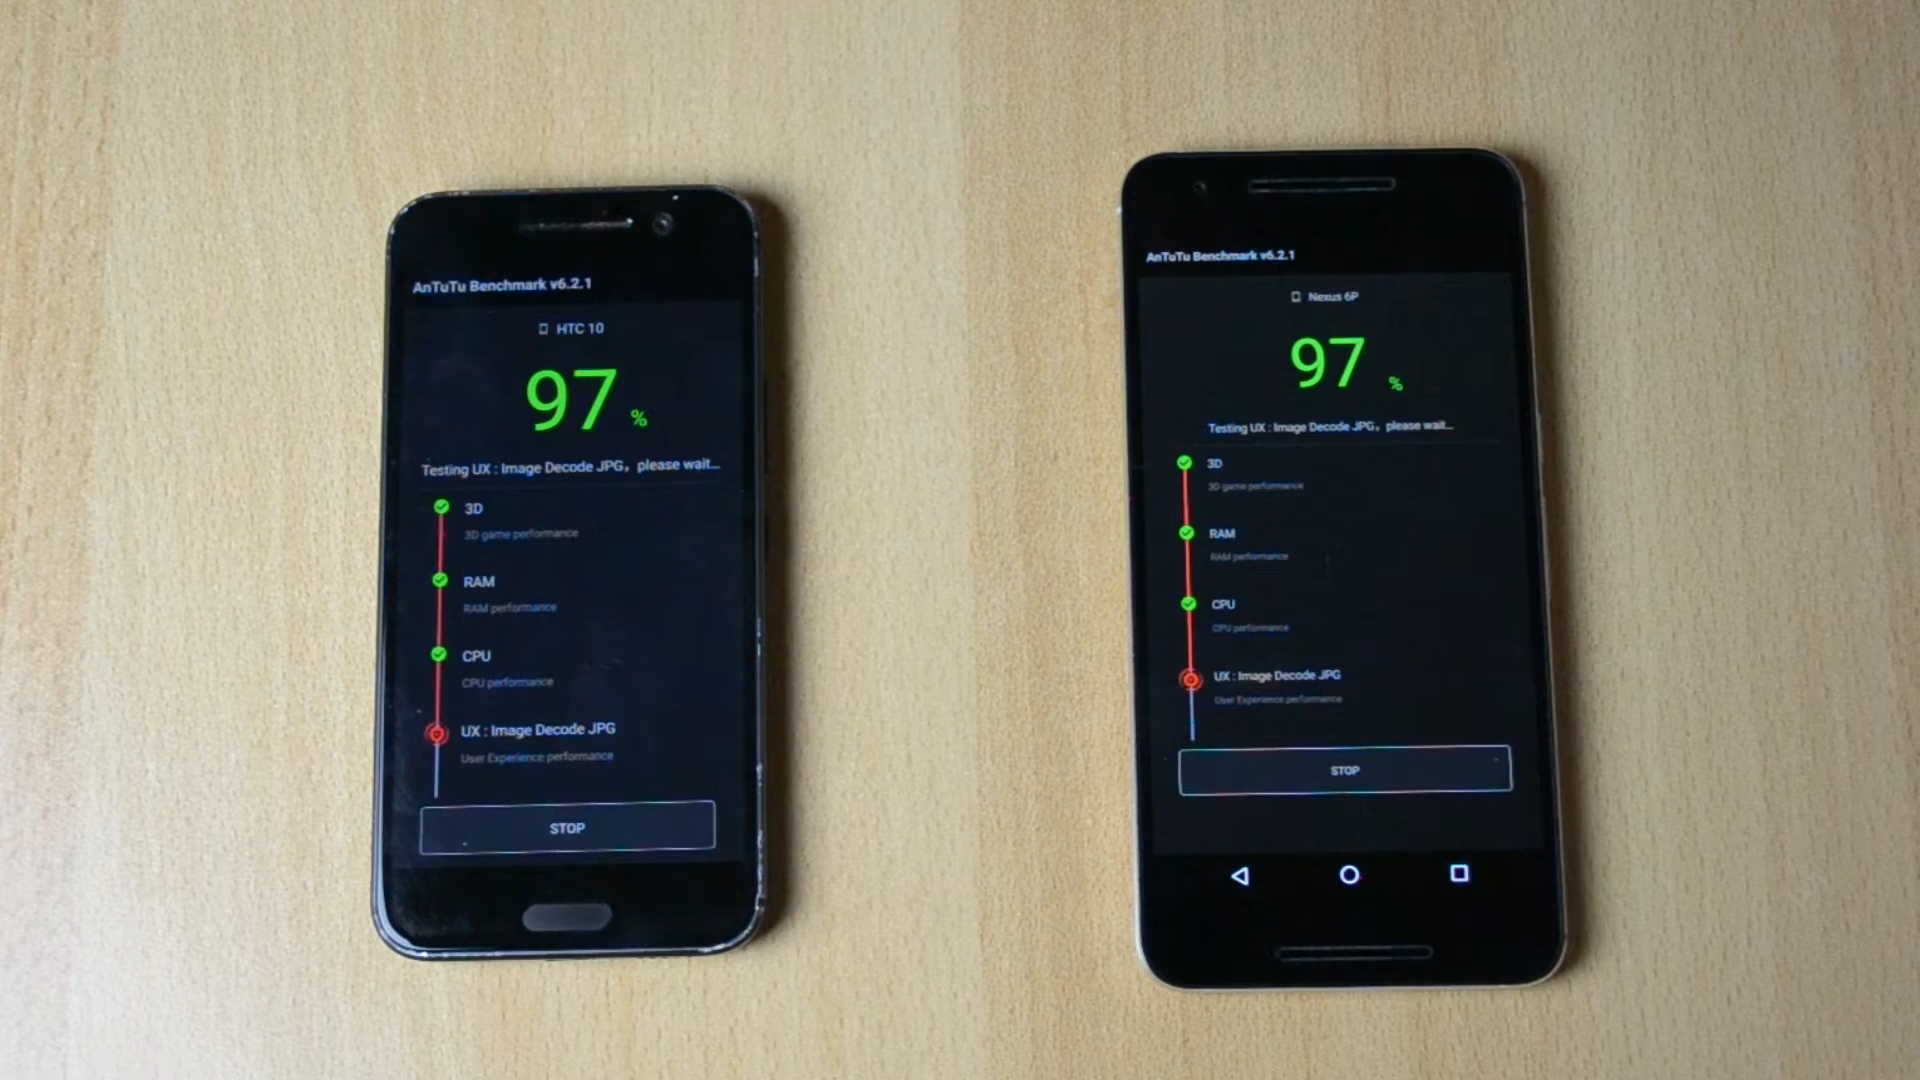 AnTuTu Benchmark v6.2.1
HTC 10
97 %
Testing UX : Image Decode JPG, please wait...
3D
3D game performance
RAM
RAM performance
CPU
CPU performance
UX : Image Decode JPG
User Experience performance
STOP
AnTuTu Benchmark v6.2.1
Nexus 6P
97 %
Testing UX : Image Decode JPG, please wait...
3D
3D game performance
RAM
RAM performance
CPU
CPU performance
UX : Image Decode JPG
User Experience performance
STOP